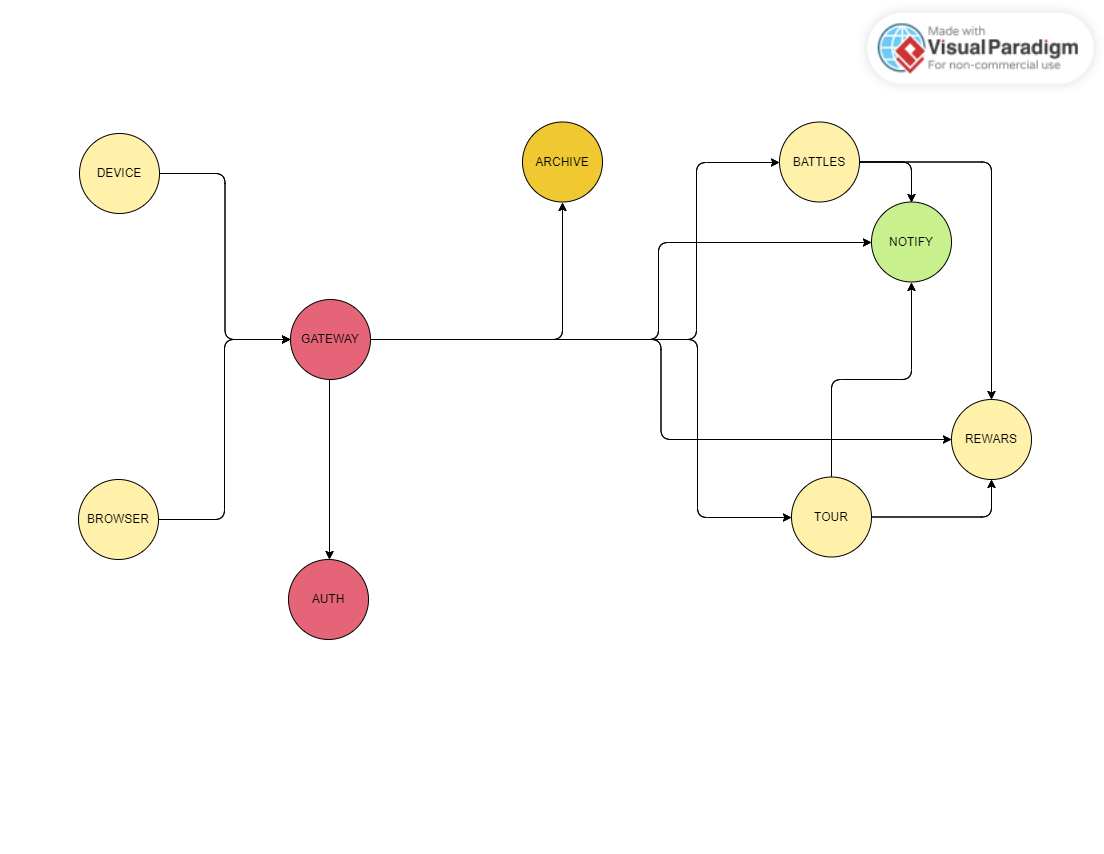 Made with
Visual Paradigm
For non-commercial use
DEVICE
ARCHIVE
BATTLES
NOTIFY
GATEWAY
REWARS
BROWSER
TOUR
AUTH